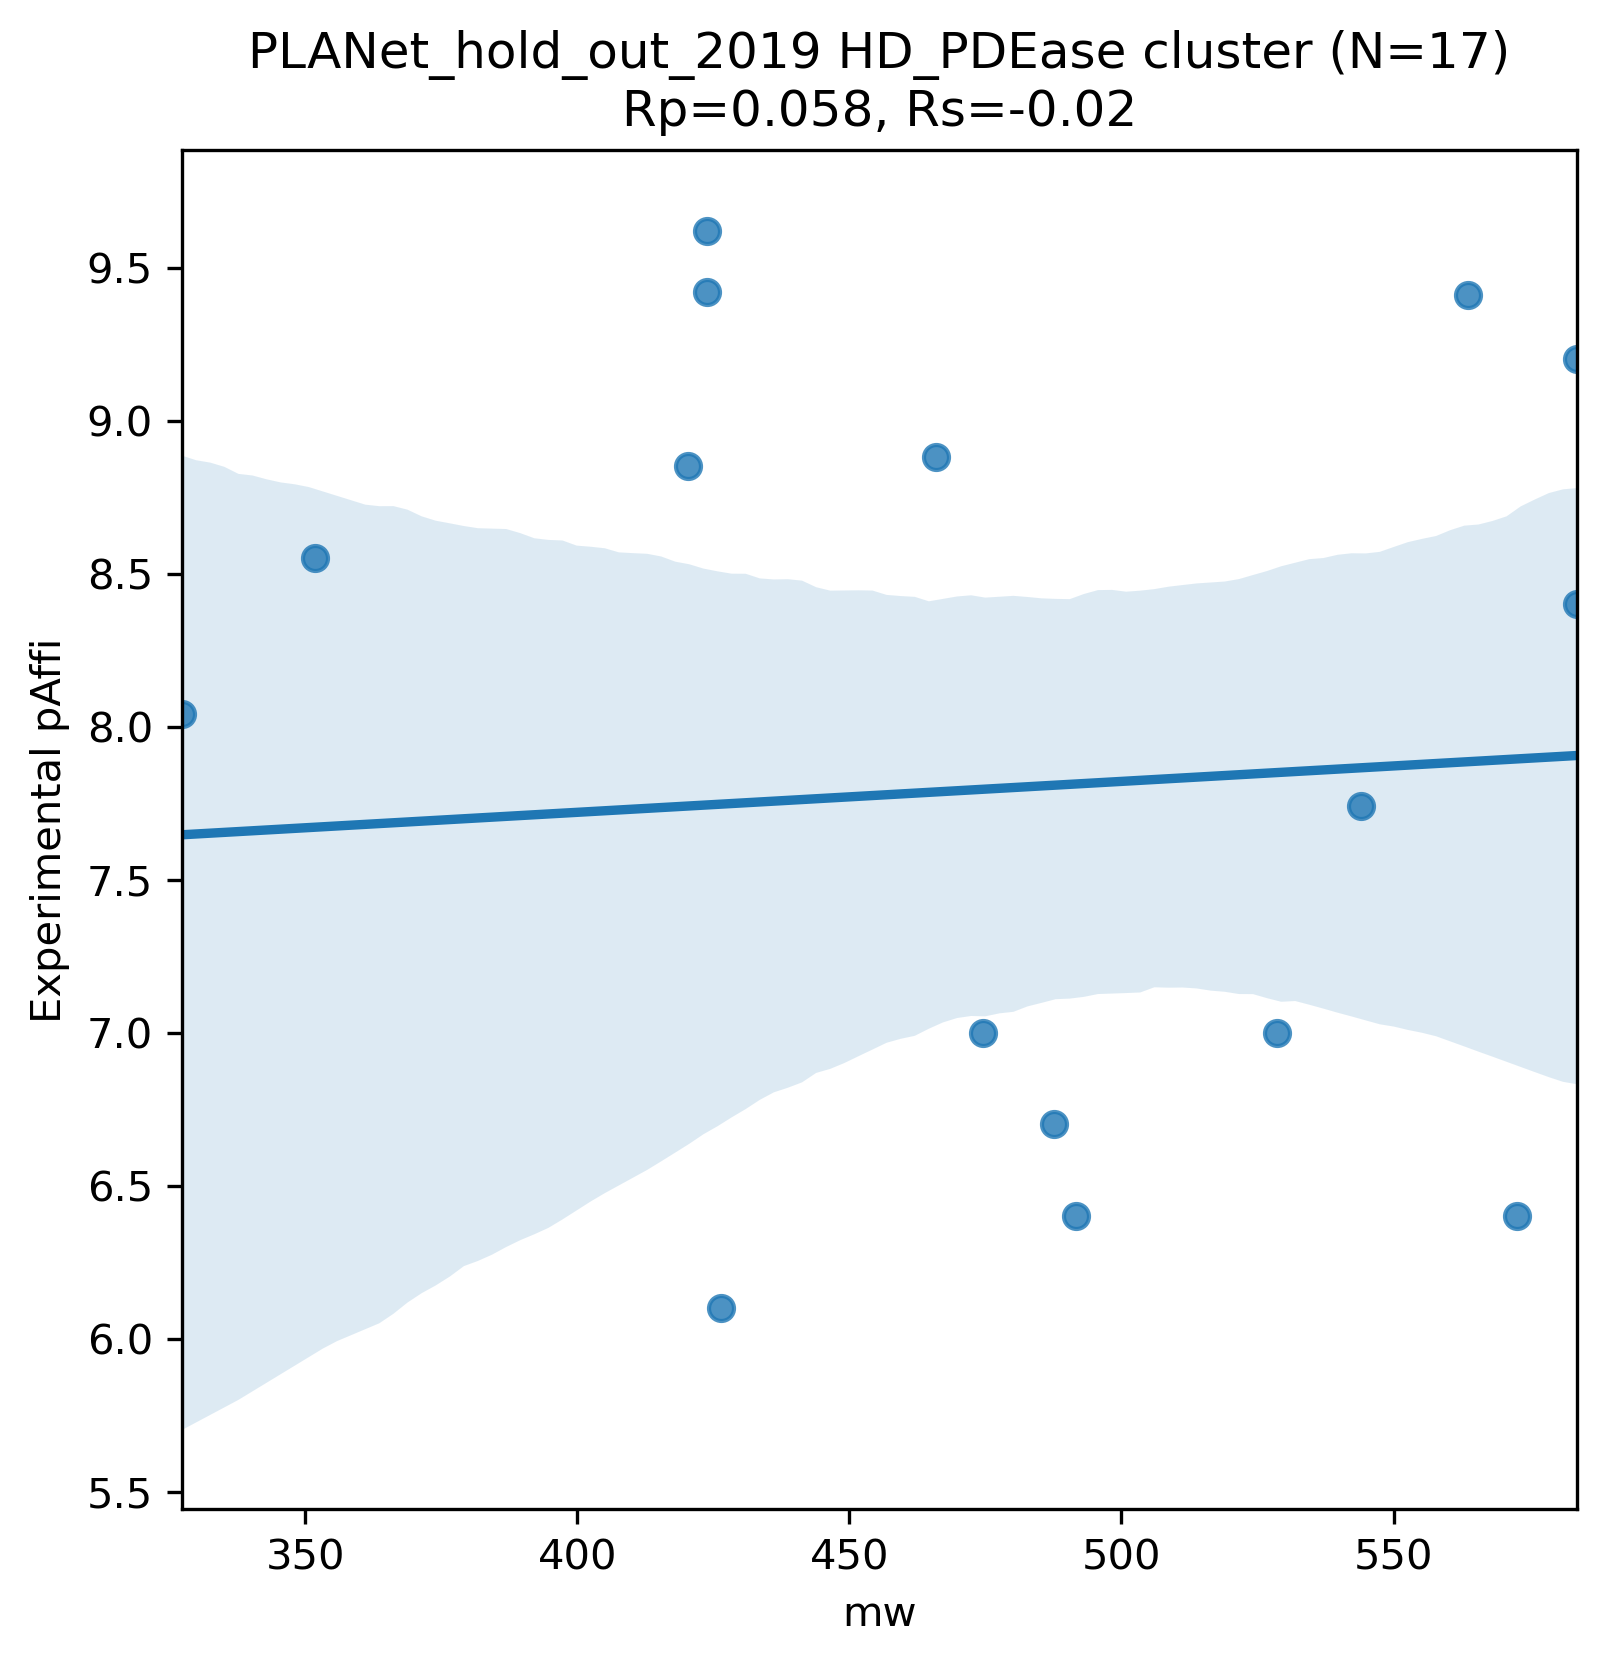 PLANet_hold_out_2019 HD_PDEase cluster (N=17)
Rp=0.058, Rs=-0.02
Experimental pAffi
9.5
9.0
8.5
8.0
7.5
7.0
6.5
6.0
5.5
350 400 450 500 550
mw